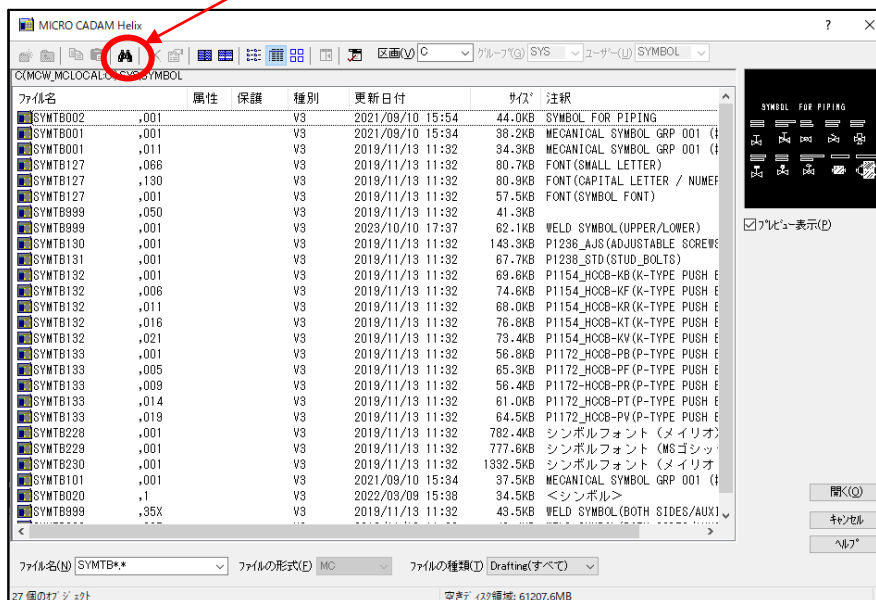 MICRO CADAM Helix
?
区画(V) C ｸﾞﾙｰﾌﾟ(G) SYS ﾕｰｻﾞｰ(U) SYMBOL
ﾌｧｲﾙ名 属性 保護 種別 更新日付 ｻｲｽﾞ 注釈
SYMTB002 ,001 V3 2021/09/10 15:54 44.0KB SYMBOL FOR PIPING
SYMTB001 ,001 V3 2021/09/10 15:34 38.2KB MECANICAL SYMBOL GRP 001 (
SYMTB001 ,011 V3 2019/11/13 11:32 34.3KB MECANICAL SYMBOL GRP 001 (
SYMTB127 ,066 V3 2019/11/13 11:32 80.7KB FONT(SMALL LETTER)
SYMTB127 ,130 V3 2019/11/13 11:32 80.9KB FONT(CAPITAL LETTER / NUMER
SYMTB127 ,001 V3 2019/11/13 11:32 57.5KB FONT(SYMBOL FONT)
SYMTB999 ,050 V3 2019/11/13 11:32 41.3KB
SYMTB999 ,001 V3 2023/10/10 17:37 62.1KB WELD SYMBOL(UPPER/LOWER)
SYMTB130 ,001 V3 2019/11/13 11:32 143.3KB P1236_AJS(ADJUSTABLE SCREWS
SYMTB131 ,001 V3 2019/11/13 11:32 67.7KB P1238_STD(STUD_BOLTS)
SYMTB132 ,001 V3 2019/11/13 11:32 69.6KB P1154_HCCB-KB(K-TYPE PUSH
SYMTB132 ,006 V3 2019/11/13 11:32 74.6KB P1154_HCCB-KF(K-TYPE PUSH
SYMTB132 ,011 V3 2019/11/13 11:32 68.0KB P1154_HCCB-KR(K-TYPE PUSH
SYMTB132 ,016 V3 2019/11/13 11:32 76.8KB P1154_HCCB-KT(K-TYPE PUSH
SYMTB132 ,021 V3 2019/11/13 11:32 73.4KB P1154_HCCB-KV(K-TYPE PUSH
SYMTB133 ,001 V3 2019/11/13 11:32 56.8KB P1172_HCCB-PB(P-TYPE PUSH
SYMTB133 ,005 V3 2019/11/13 11:32 65.3KB P1172_HCCB-PF(P-TYPE PUSH
SYMTB133 ,009 V3 2019/11/13 11:32 56.4KB P1172-HCCB-PR(P-TYPE PUSH
SYMTB133 ,014 V3 2019/11/13 11:32 61.0KB P1172_HCCB-PT(P-TYPE PUSH
SYMTB133 ,019 V3 2019/11/13 11:32 64.5KB P1172_HCCB-PV(P-TYPE PUSH
SYMTB228 ,001 V3 2019/11/13 11:32 782.4KB シンボルフォント (メイリオ)
SYMTB229 ,001 V3 2019/11/13 11:32 777.6KB シンボルフォント (MSゴシッ
SYMTB230 ,001 V3 2019/11/13 11:32 1332.5KB シンボルフォント (メイリオ
SYMTB101 ,001 V3 2021/09/10 15:34 37.5KB MECANICAL SYMBOL GRP 001 (
SYMTB020 ,1 V3 2022/03/09 15:38 34.5KB <シンボル>
SYMTB999 ,35X V3 2019/11/13 11:32 43.5KB WELD SYMBOL(BOTH SIDES/AUX)
SYMBOL FOR PIPING
ﾌﾟﾚﾋﾞｭｰ表示(P)
開く(O)
ｷｬﾝｾﾙ
ﾍﾙﾌﾟ
ﾌｧｲﾙ名(N) SYMTB*.* ﾌｧｲﾙの形式(F) MC ﾌｧｲﾙの種類(T) Drafting(すべて)
27 個のｵﾌﾞｼﾞｪｸﾄ 空きﾃﾞｨｽｸ領域: 61207.6MB